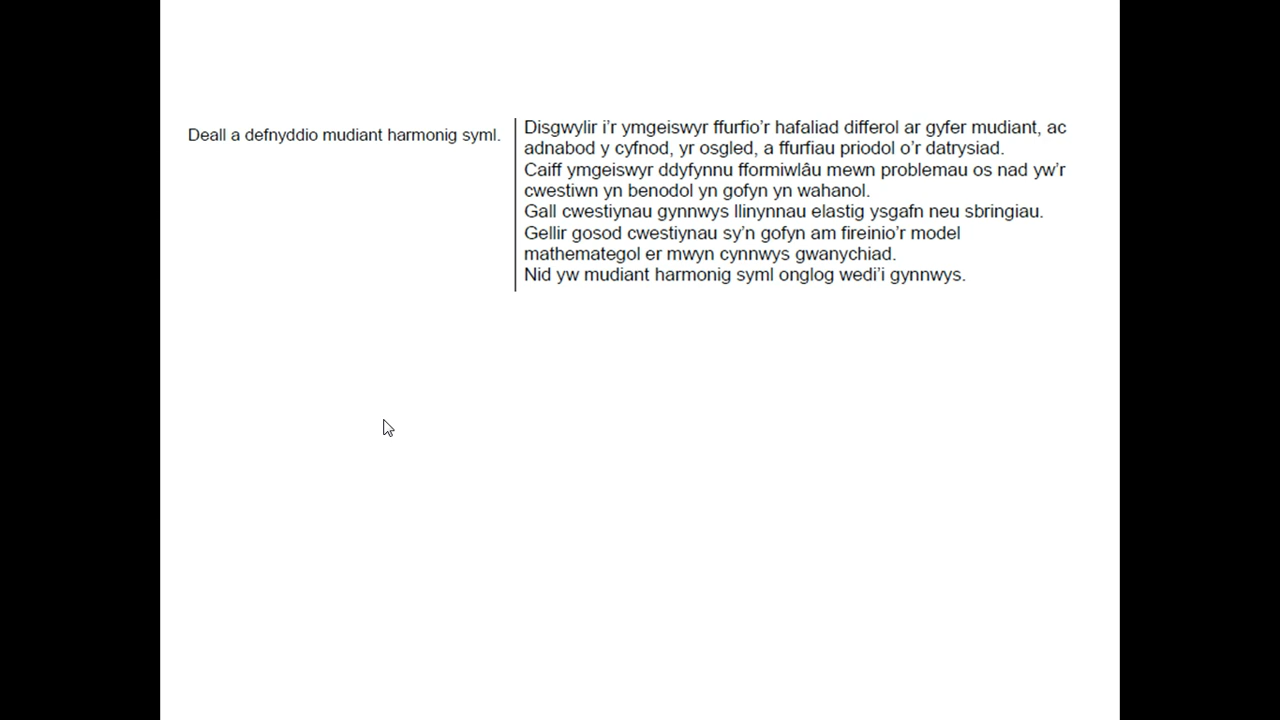 Deall a defnyddio mudiant harmonig syml.
Disgwylir i'r ymgeiswyr ffurfio'r hafaliad differol ar gyfer mudiant, ac
adnabod y cyfnod, yr osgled, a ffurfiau priodol o'r datrysiad.
Caiff ymgeiswyr ddyfynnu fformiwlâu mewn problemau os nad yw'r
cwestiwn yn benodol yn gofyn yn wahanol.
Gall cwestiynau gynnwys llinynnau elastig ysgafn neu sbringiau.
Gellir gosod cwestiynau sy'n gofyn am fireinio'r model
mathemategol er mwyn cynnwys gwanychiad.
Nid yw mudiant harmonig syml onglog wedi'i gynnwys.